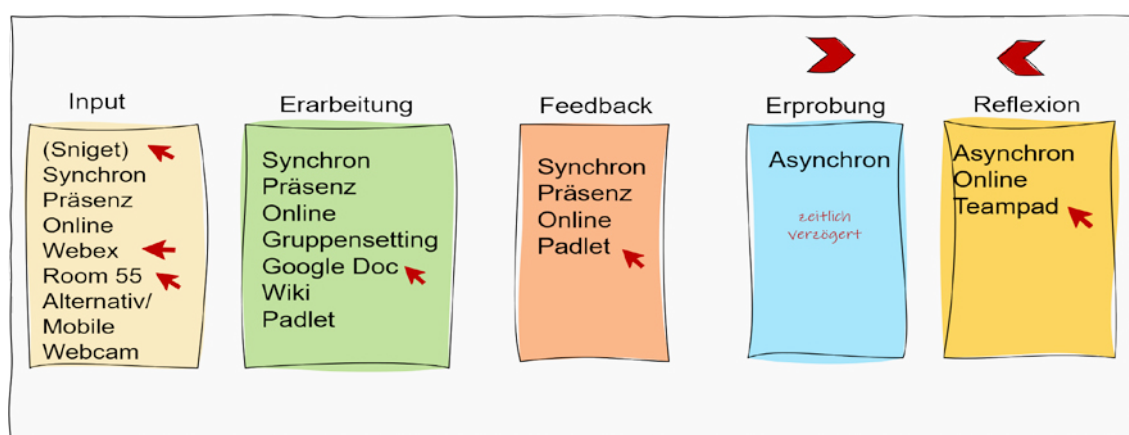 Input
(Sniget)
Synchron
Präsenz
Online
Webex
Room 55
Alternativ/
Mobile
Webcam
Erarbeitung
Synchron
Präsenz
Online
Gruppensetting
Google Doc
Wiki
Padlet
Feedback
Synchron
Präsenz
Online
Padlet
Erprobung
Asynchron
zeitlich
verzögert
Reflexion
Asynchron
Online
Teampad